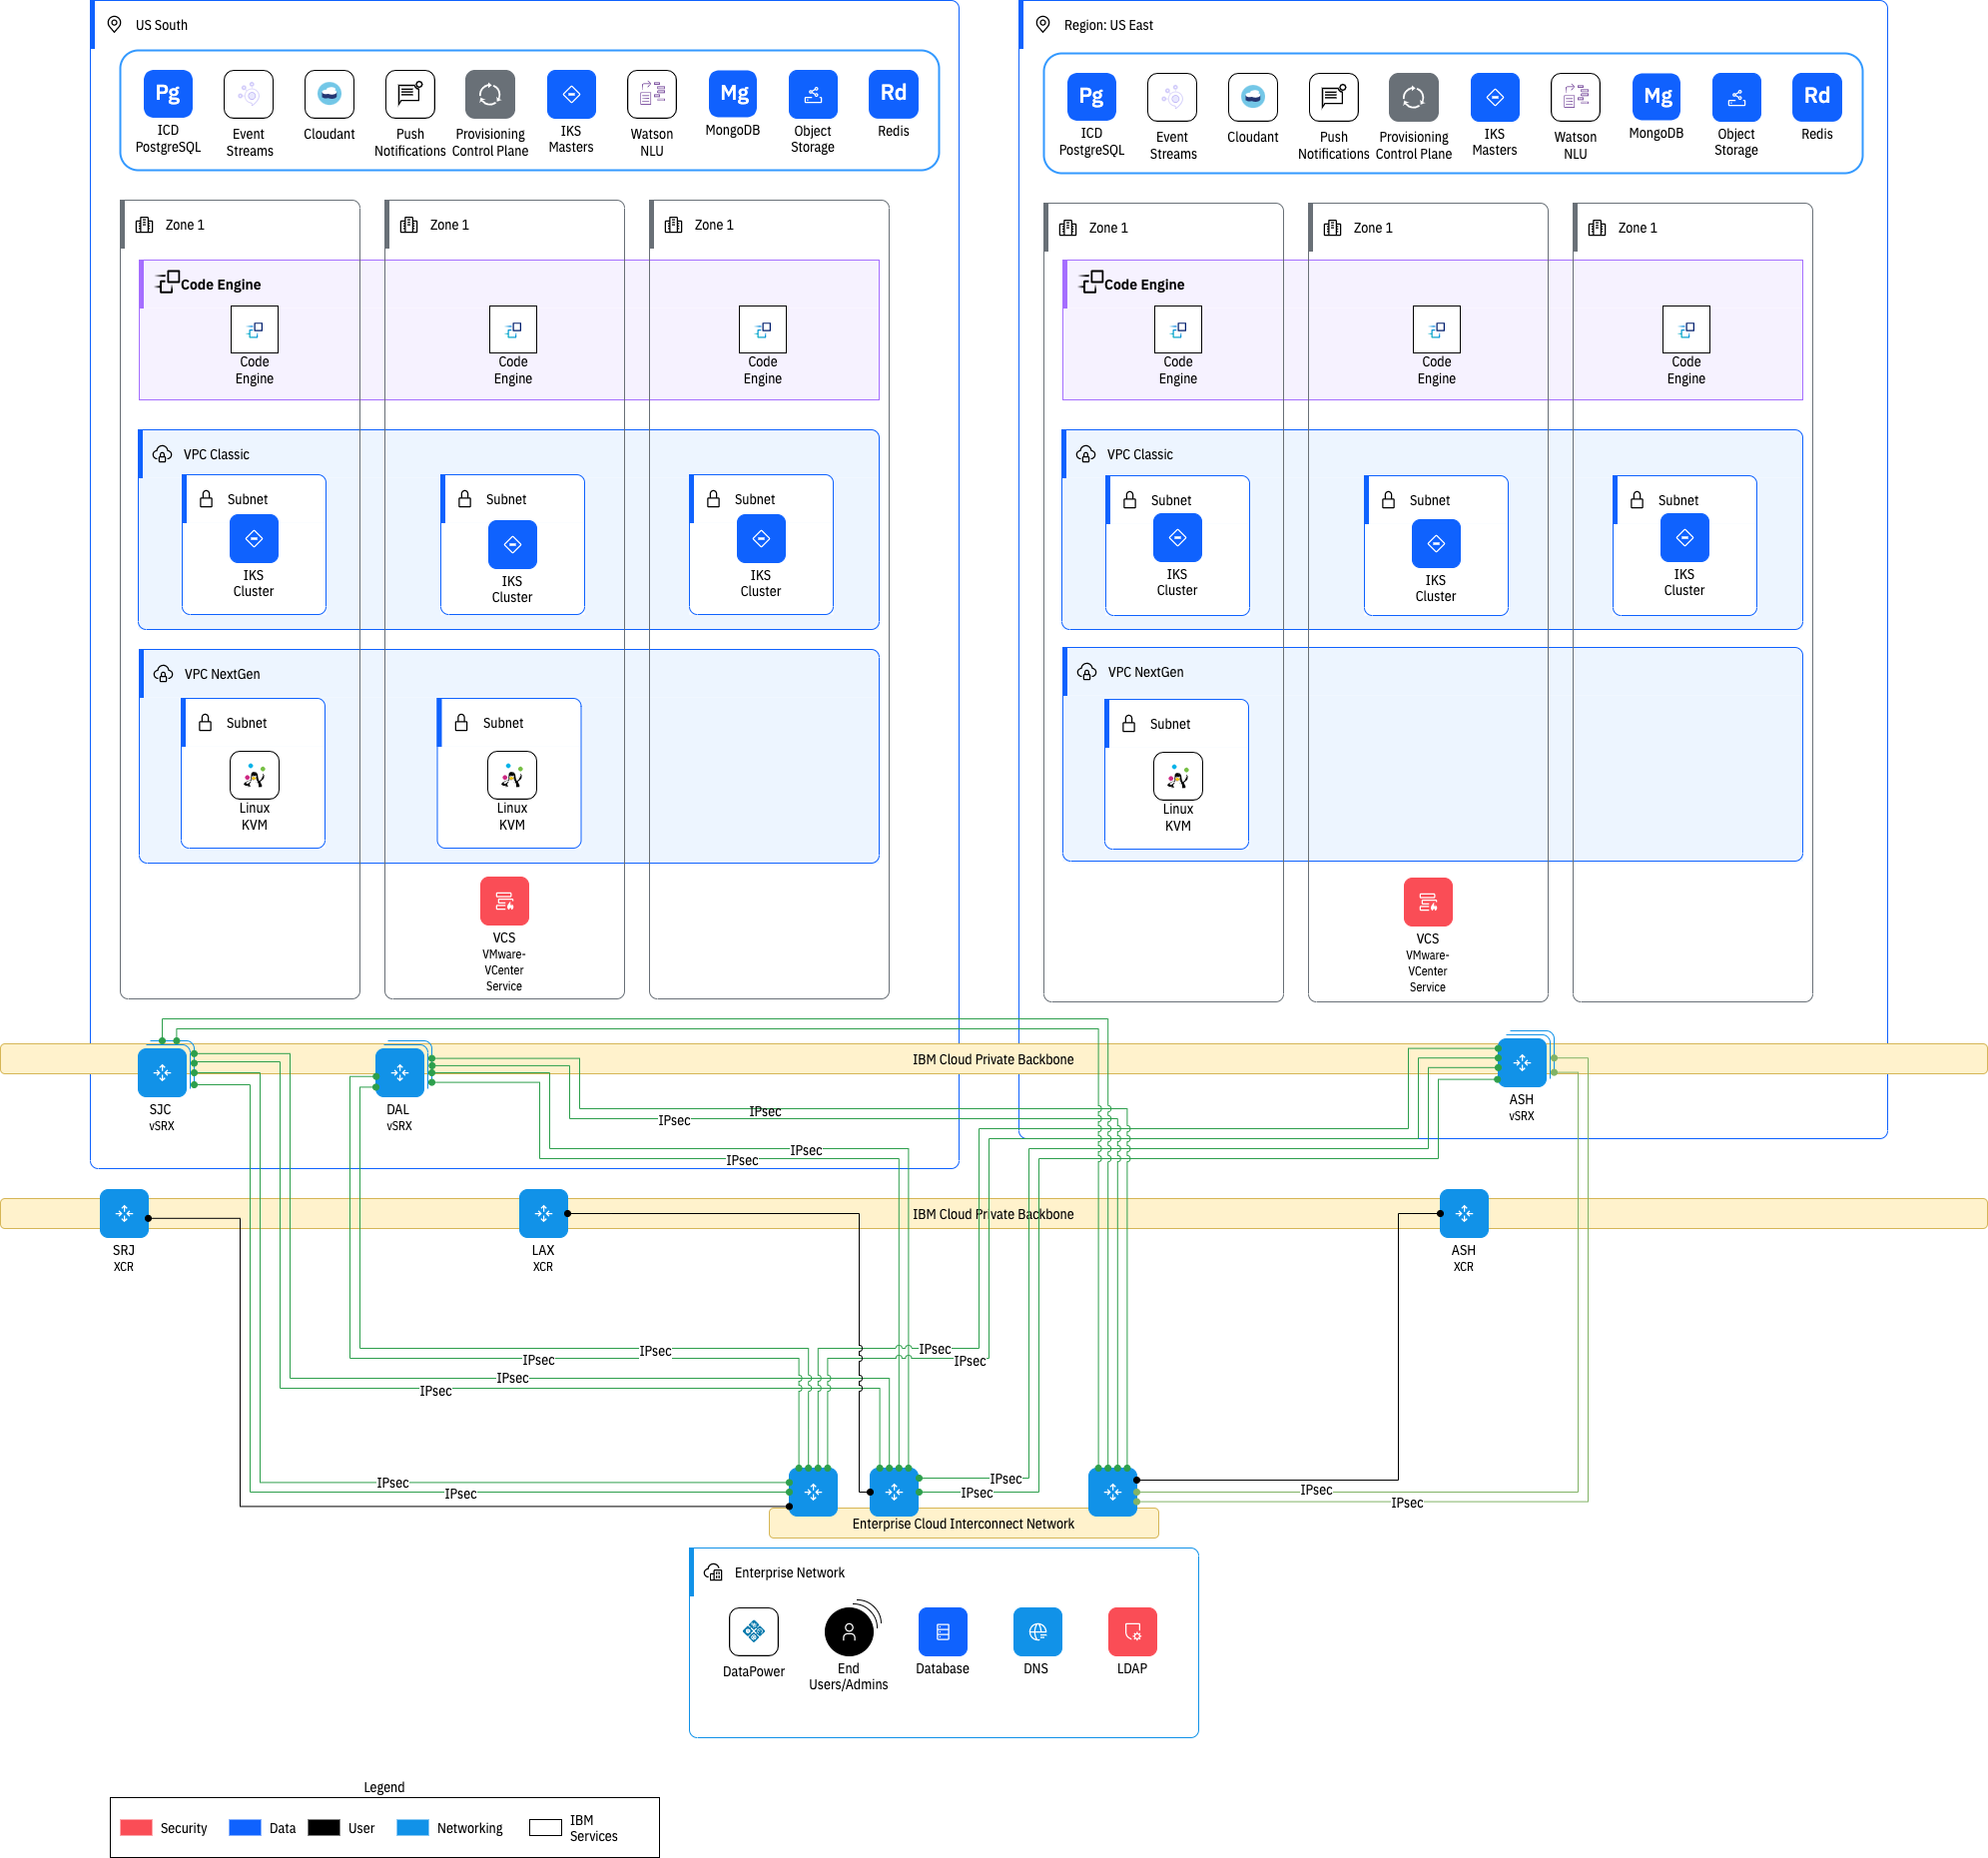 US South
Pg
ICD
PostgreSQL
Event
Streams
Cloudant
Push
Notifications
Provisioning
Control Plane
IKS
Masters
Watson
NLU
Mg
MongoDB
Object
Storage
Rd
Redis
Zone 1
Zone 1
Zone 1
Code Engine
Code
Engine
Code
Engine
Code
Engine
VPC Classic
Subnet
IKS
Cluster
Subnet
IKS
Cluster
Subnet
IKS
Cluster
VPC NextGen
Subnet
Linux
KVM
Subnet
Linux
KVM
VCS
VMware-
VCenter
Service
Region: US East
Pg
ICD
PostgreSQL
Event
Streams
Cloudant
Push
Notifications
Provisioning
Control Plane
IKS
Masters
Watson
NLU
Mg
MongoDB
Object
Storage
Rd
Redis
Zone 1
Zone 1
Zone 1
Code Engine
Code
Engine
Code
Engine
Code
Engine
VPC Classic
Subnet
IKS
Cluster
Subnet
IKS
Cluster
Subnet
IKS
Cluster
VPC NextGen
Subnet
Linux
KVM
VCS
VMware-
VCenter
Service
IBM Cloud Private Backbone
SJC
vSRX
DAL
vSRX
ASH
vSRX
IPsec
IPsec
IPsec
IPsec
IBM Cloud Private Backbone
SRJ
XCR
LAX
XCR
ASH
XCR
IPsec
IPsec
IPsec
IPsec
IPsec
IPsec
IPsec
IPsec
IPsec
IPsec
IPsec
IPsec
Enterprise Cloud Interconnect Network
Enterprise Network
DataPower
End
Users/Admins
Database
DNS
LDAP
Legend
Security
Data
User
Networking
IBM
Services